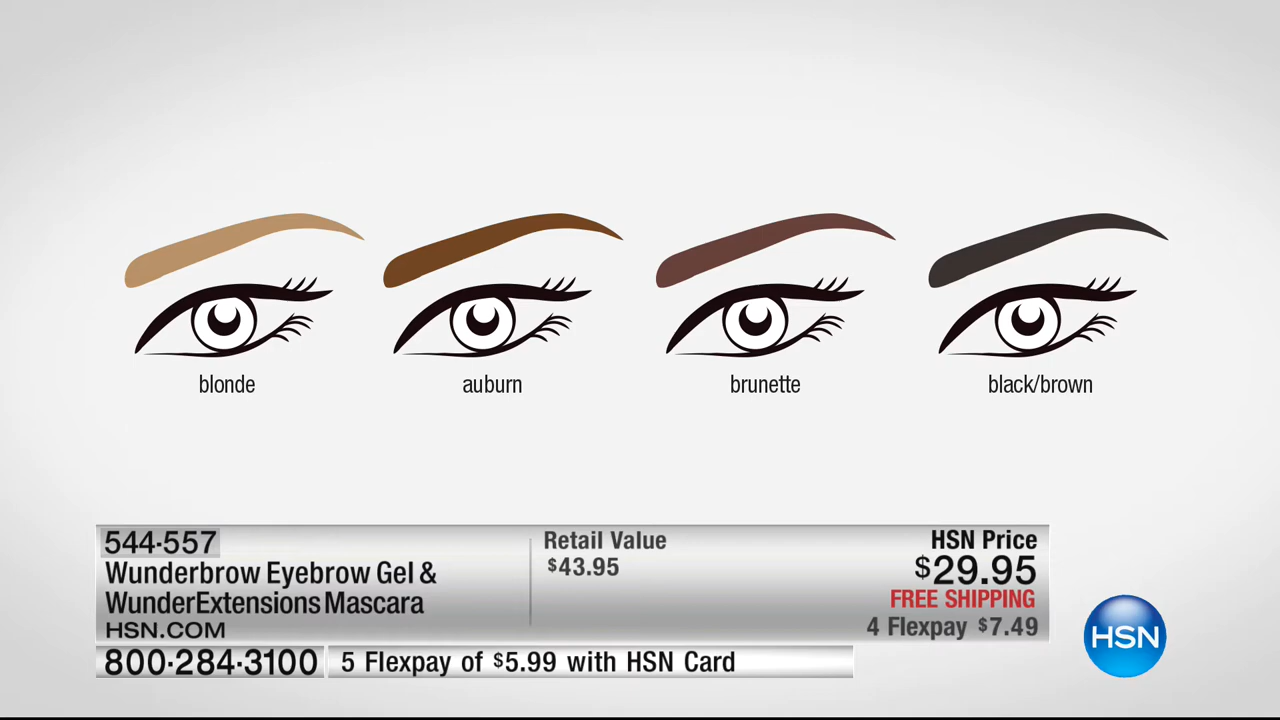 blonde
auburn
brunette
black/brown
544-557
Wunderbrow Eyebrow Gel &
WunderExtensions Mascara
HSN.COM
Retail Value
$43.95
HSN Price
$29.95
FREE SHIPPING
4 Flexpay $7.49
800-284-3100
5 Flexpay of $5.99 with HSN Card
HSN